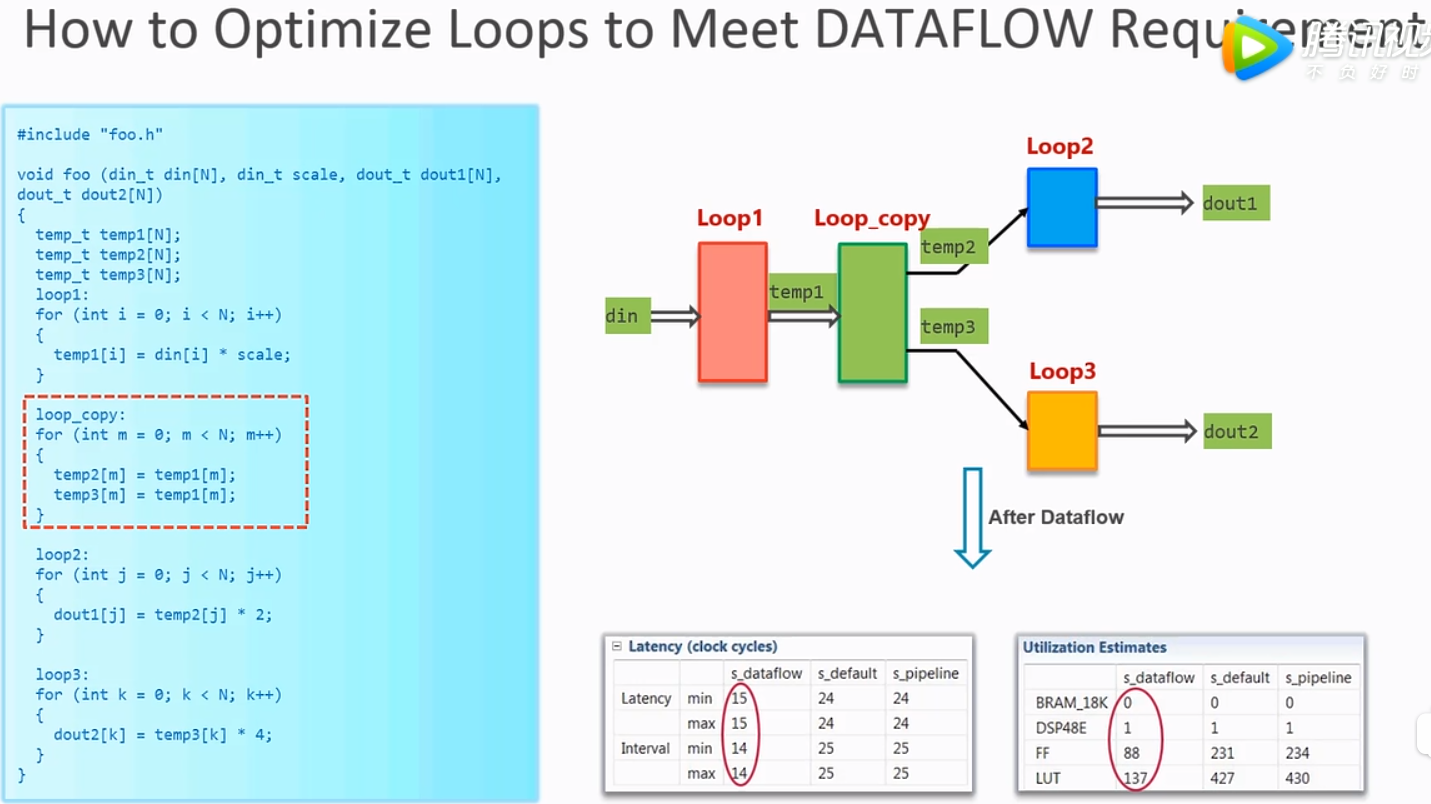 How to Optimize Loops to Meet DATAFLOW Requirement
腾讯视
不负好时
#include "foo.h"
void foo (din_t din[N], din_t scale, dout_t dout1[N],
dout_t dout2[N])
{
temp_t temp1[N];
temp_t temp2[N];
temp_t temp3[N];
loop1:
for (int i = 0; i < N; i++)
{
temp1[i] = din[i] * scale;
}
loop_copy:
for (int m = 0; m < N; m++)
{
temp2[m] = temp1[m];
temp3[m] = temp1[m];
}
loop2:
for (int j = 0; j < N; j++)
{
dout1[j] = temp2[j] * 2;
}
loop3:
for (int k = 0; k < N; k++)
{
dout2[k] = temp3[k] * 4;
}
}
Loop2
dout1
Loop1
Loop_copy
temp2
temp1
din
temp3
Loop3
dout2
After Dataflow
Latency (clock cycles)
s_dataflow s_default s_pipeline
Latency min 15 24 24
max 15 24 24
Interval min 14 25 25
max 14 25 25
Utilization Estimates
s_dataflow s_default s_pipeline
BRAM_18K 0 0 0
DSP48E 1 1 1
FF 88 231 234
LUT 137 427 430